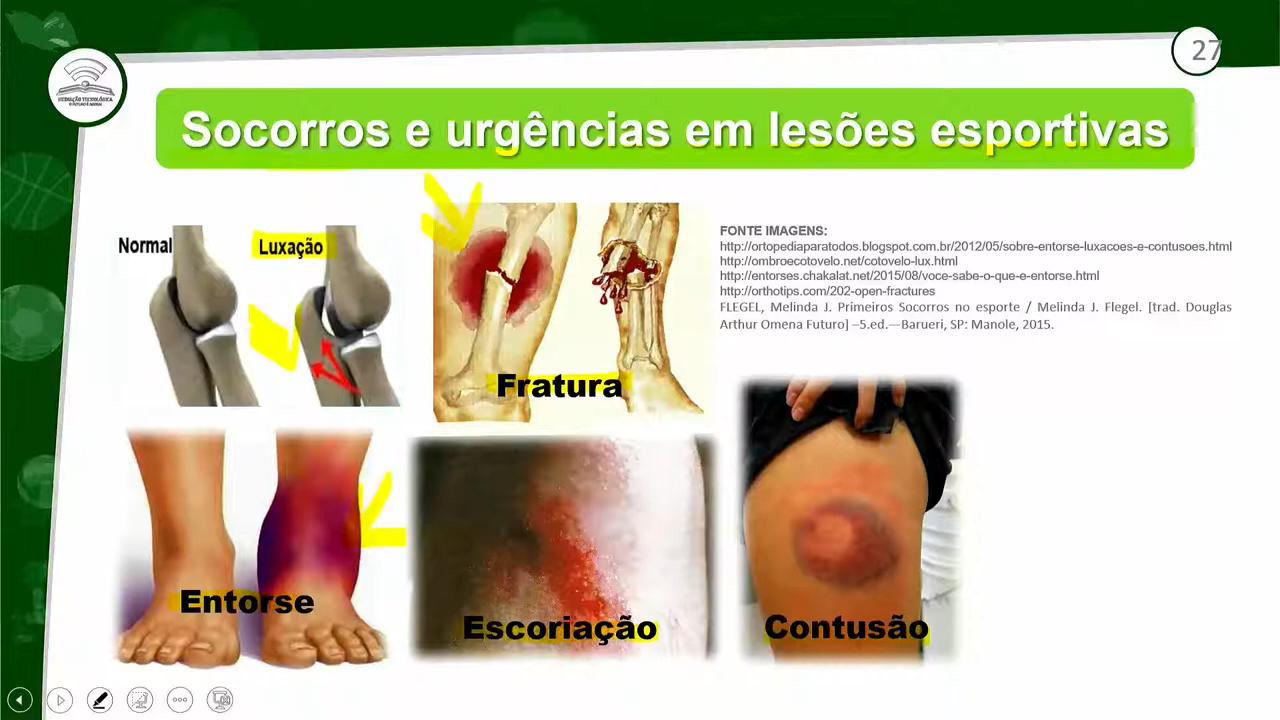 27
MEDIAÇÃO TECNOLÓGICA
Socorros e urgências em lesões esportivas
Normal
Luxação
Fratura
FONTE IMAGENS:
http://ortopediaparatodos.blogspot.com.br/2012/05/sobre-entorse-luxacoes-e-contusoes.html
http://ombroecotovelo.net/cotovelo-lux.html
http://entorses.chakalat.net/2015/08/voce-sabe-o-que-e-entorse.html
http://orthotips.com/202-open-fractures
FLEGEL, Melinda J. Primeiros Socorros no esporte / Melinda J. Flegel. [trad. Douglas
Arthur Omena Futuro] –5.ed.—Barueri, SP: Manole, 2015.
Entorse
Escoriação
Contusão